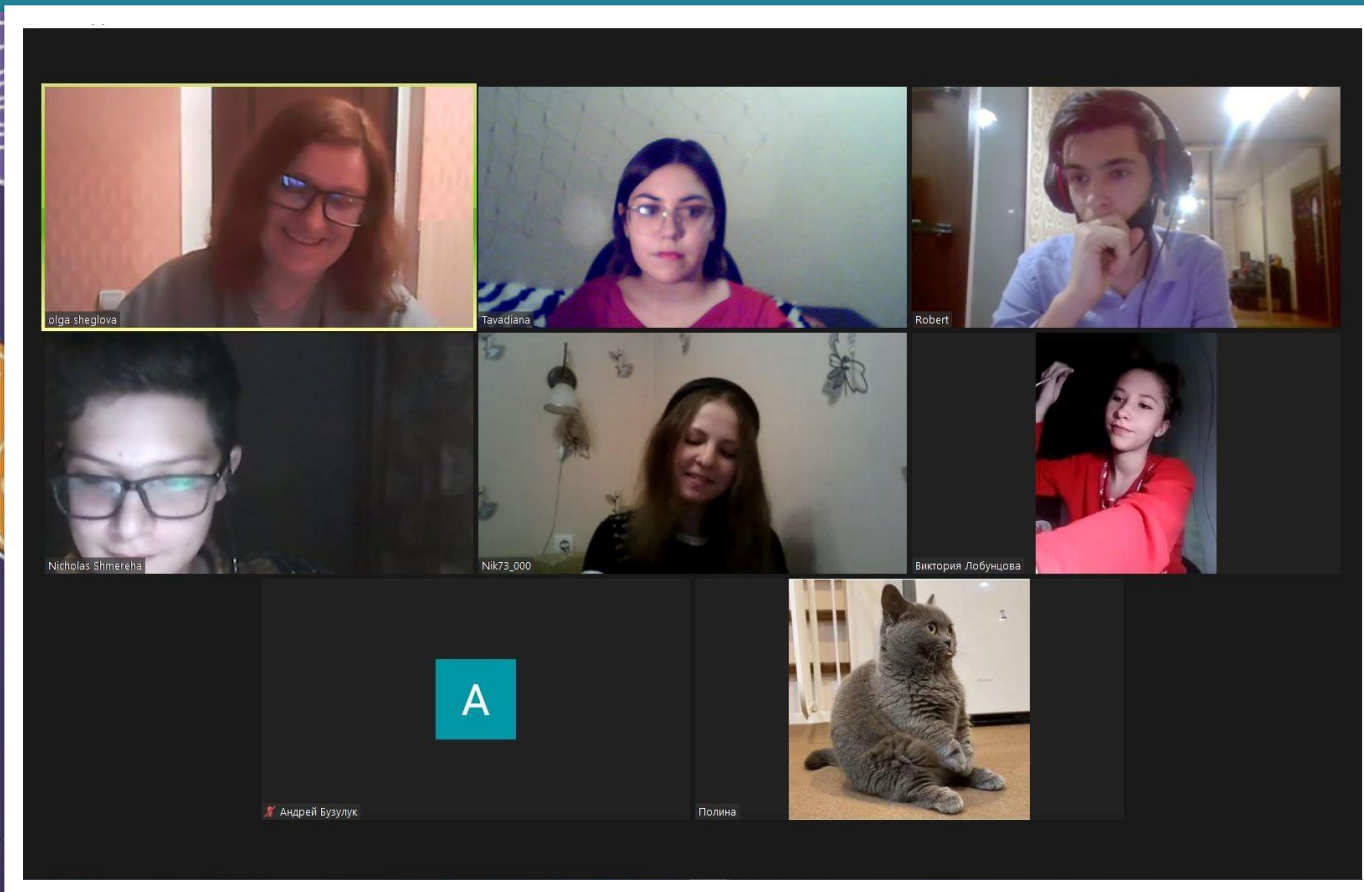 olga sheglova
Tavadiana
Robert
Nicholas Shmereha
Nik73_000
Виктория Лобунцова
A
Андрей Бузулук
Полина